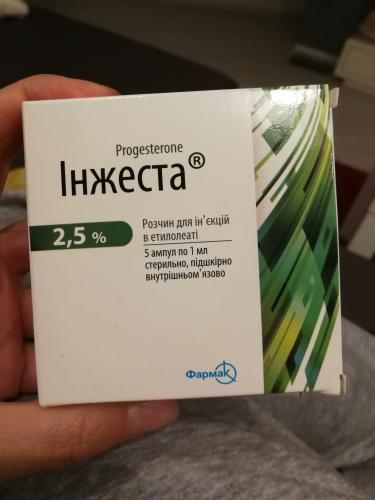 Progesterone
Інжеста®
2,5 %
Розчин для ін’єкцій
в етилолеаті
5 ампул по 1 мл
стерильно, підшкірно
внутрішньом’язово
Фармак